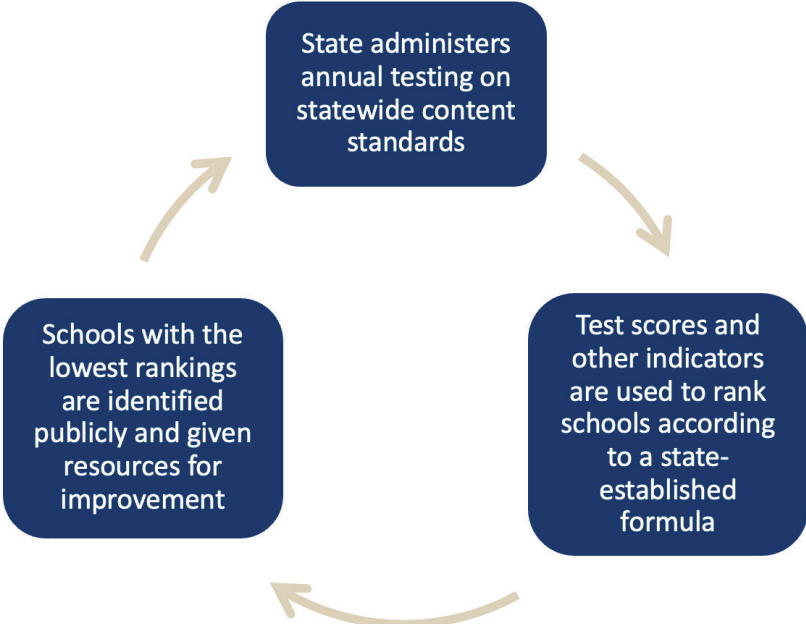 State administers
annual testing on
statewide content
standards
Test scores and
other indicators
are used to rank
schools according
to a state-
established
formula
Schools with the
lowest rankings
are identified
publicly and given
resources for
improvement